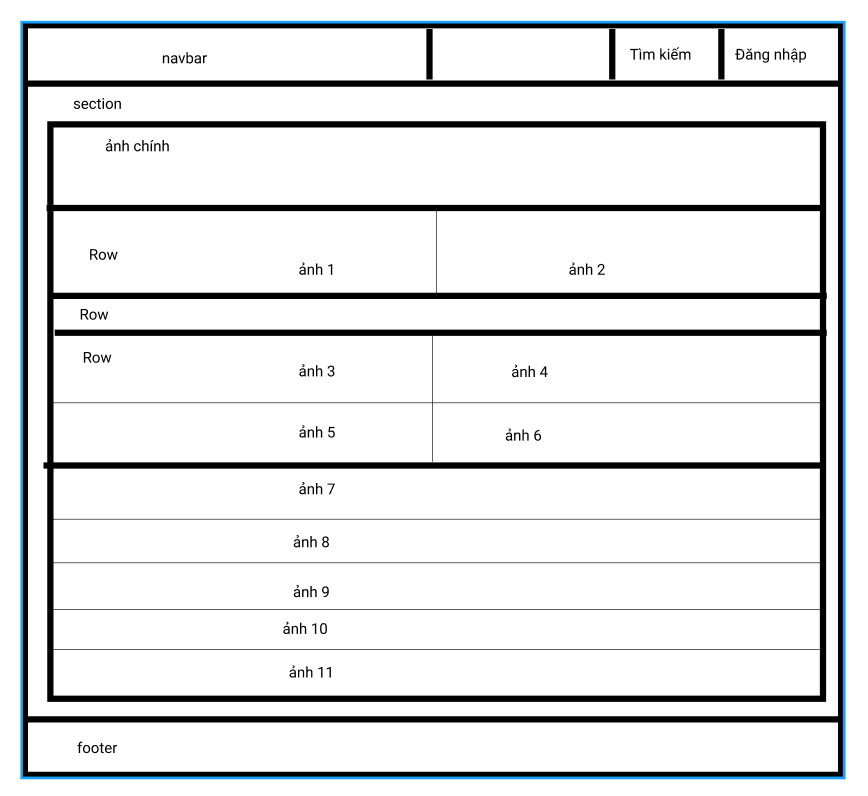 navbar
Tìm kiếm
Đăng nhập
section
ảnh chính
Row
ảnh 1
ảnh 2
Row
Row
ảnh 3
ảnh 4
ảnh 5
ảnh 6
ảnh 7
ảnh 8
ảnh 9
ảnh 10
ảnh 11
footer